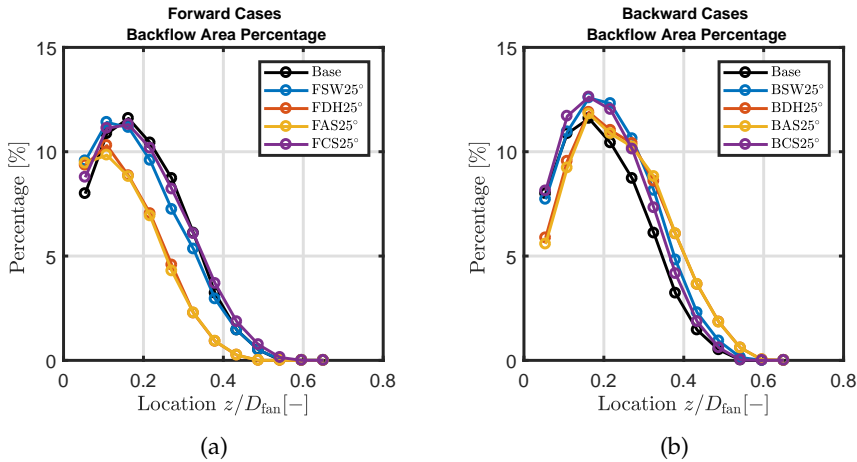 Forward Cases
Backflow Area Percentage
15
10
5
0
Percentage [%]
Base
FSW25°
FDH25°
FAS25°
FCS25°
0 0.2 0.4 0.6 0.8
Location z/D_fan[−]
(a)
Backward Cases
Backflow Area Percentage
15
10
5
0
Percentage [%]
Base
BSW25°
BDH25°
BAS25°
BCS25°
0 0.2 0.4 0.6 0.8
Location z/D_fan[−]
(b)